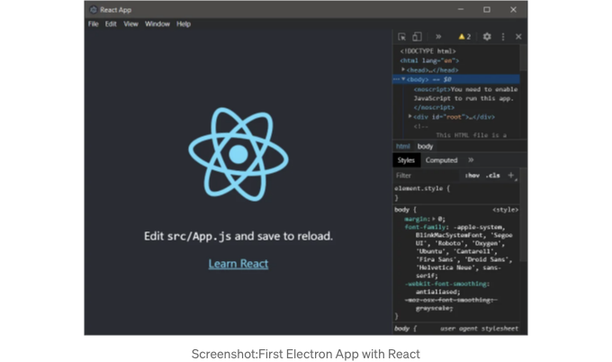 React App
File Edit View Window Help
2
<!DOCTYPE html>
<html lang="en">
<head>…</head>
<body> == $0
<noscript>You need to enable
JavaScript to run this app.
</noscript>
<div id="root">…</div>
<!--
This HTML file is a
html body
Styles Computed
Filter :hov .cls
element.style {
}
body { <style>
margin: 0;
font-family: -apple-system,
BlinkMacSystemFont, 'Segoe
UI', 'Roboto', 'Oxygen',
'Ubuntu', 'Cantarell',
'Fira Sans', 'Droid Sans',
'Helvetica Neue', sans-
serif;
-webkit-font-smoothing:
antialiased;
-moz-osx-font-smoothing:
grayscale;
}
body { user agent stylesheet
Edit src/App.js and save to reload.
Learn React
Screenshot:First Electron App with React